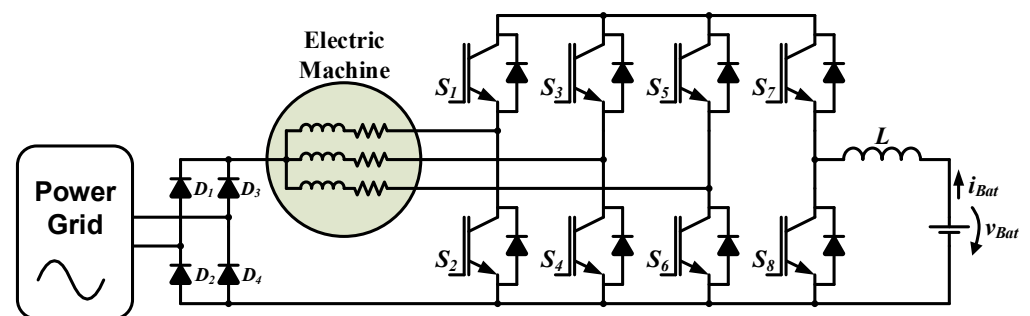 Electric
Machine
S1
S3
S5
S7
L
Power
Grid
D1
D3
iBat
vBat
D2
D4
S2
S4
S6
S8